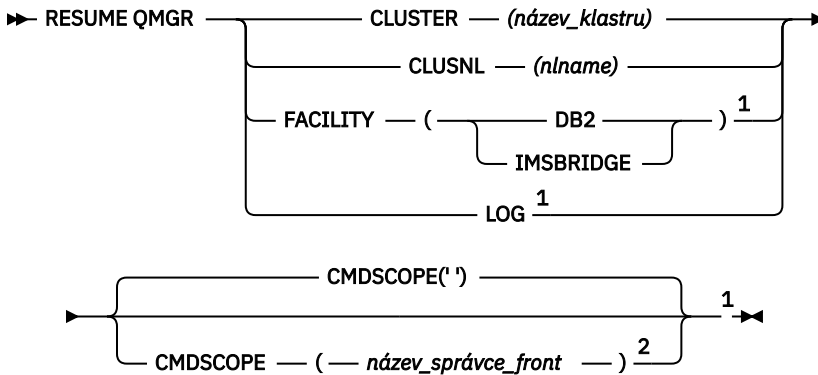 RESUME QMGR CLUSTER (název_klastru)
CLUSNL (nlname)
FACILITY ( DB2 ) 1
IMSBRIDGE
LOG 1
CMDSCOPE(' ')
1
CMDSCOPE ( název_správce_front ) 2